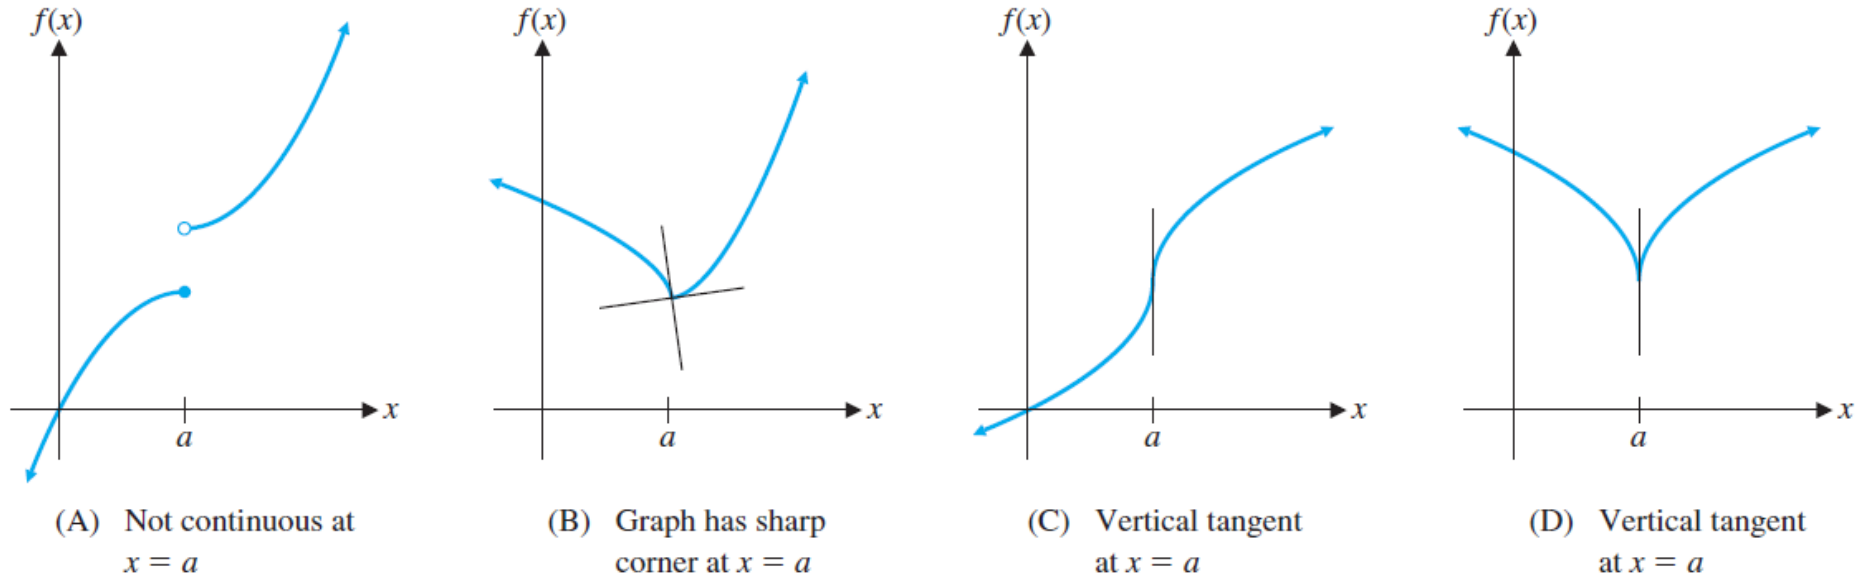 f(x) f(x) f(x) f(x)
x x x x
a a a a
(A) Not continuous at
x = a
(B) Graph has sharp
corner at x = a
(C) Vertical tangent
at x = a
(D) Vertical tangent
at x = a